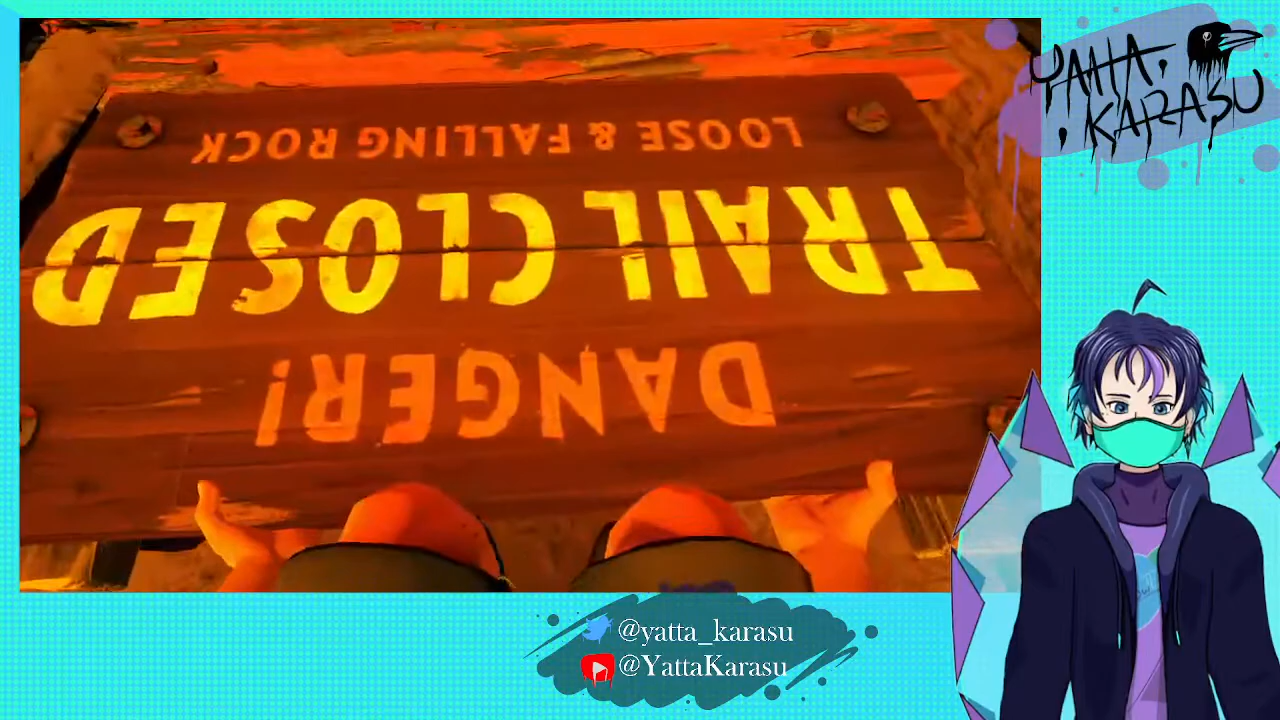 DANGER!
TRAIL CLOSED
LOOSE & FALLING ROCK
YATTA.
KARASU
@yatta_karasu
@YattaKarasu